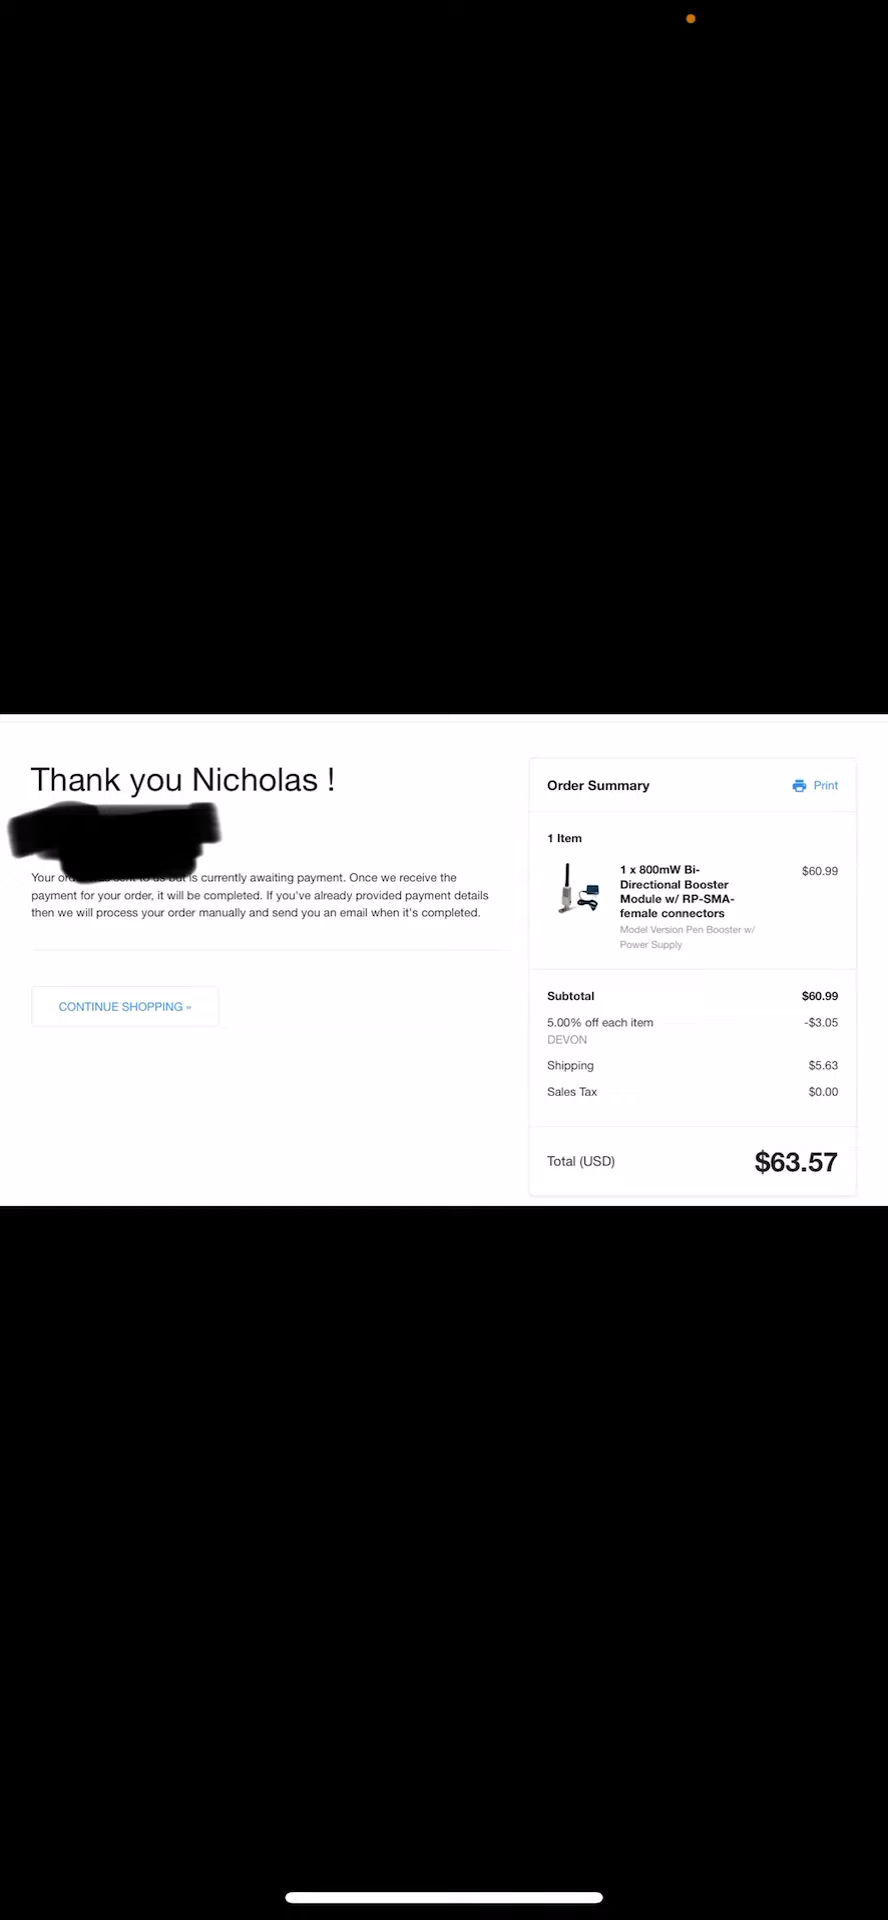 Thank you Nicholas !
is currently awaiting payment. Once we receive the
payment for your order, it will be completed. If you've already provided payment details
then we will process your order manually and send you an email when it's completed.
CONTINUE SHOPPING »
Order Summary
Print
1 Item
1 x 800mW Bi-
Directional Booster
Module w/ RP-SMA-
female connectors
$60.99
Model Version Pen Booster w/
Power Supply
Subtotal $60.99
5.00% off each item -$3.05
DEVON
Shipping $5.63
Sales Tax $0.00
Total (USD) $63.57